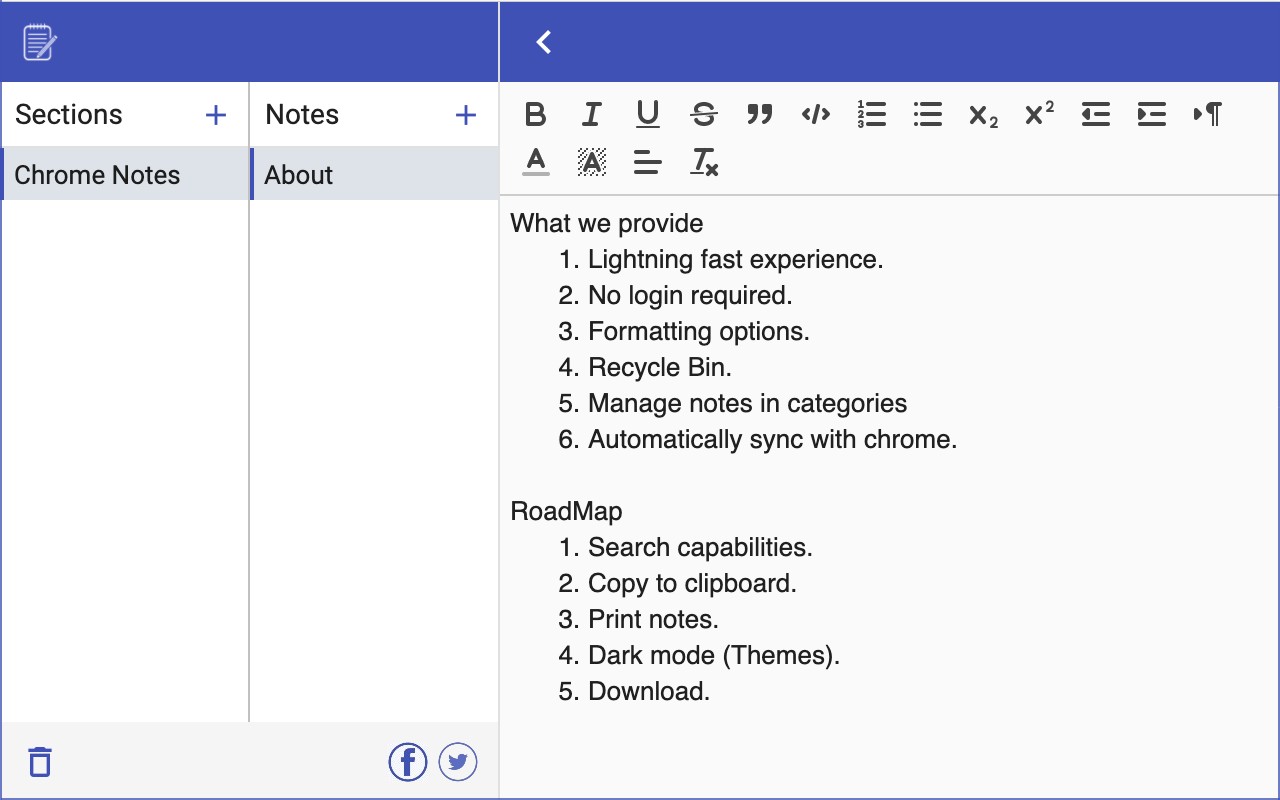 Sections
Notes
Chrome Notes
About
What we provide
1. Lightning fast experience.
2. No login required.
3. Formatting options.
4. Recycle Bin.
5. Manage notes in categories
6. Automatically sync with chrome.
RoadMap
1. Search capabilities.
2. Copy to clipboard.
3. Print notes.
4. Dark mode (Themes).
5. Download.